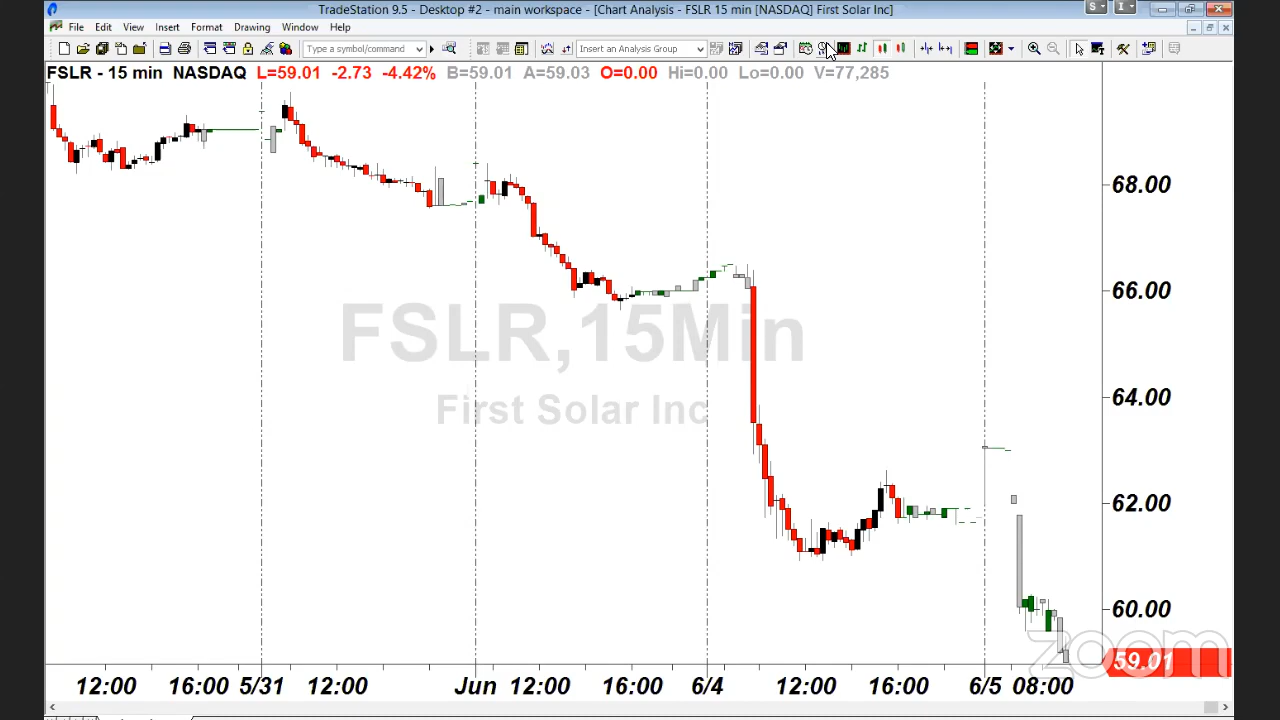 TradeStation 9.5 - Desktop #2 - main workspace - [Chart Analysis - FSLR 15 min [NASDAQ] First Solar Inc]
S I
File Edit View Insert Format Drawing Window Help
Type a symbol/command Insert an Analysis Group
FSLR - 15 min NASDAQ L=59.01 -2.73 -4.42% B=59.01 A=59.03 O=0.00 Hi=0.00 Lo=0.00 V=77,285
68.00
66.00
FSLR,15Min
64.00
First Solar Inc
62.00
60.00
zoom
59.01
12:00 16:00 5/31 12:00 Jun 12:00 16:00 6/4 12:00 16:00 6/5 08:00